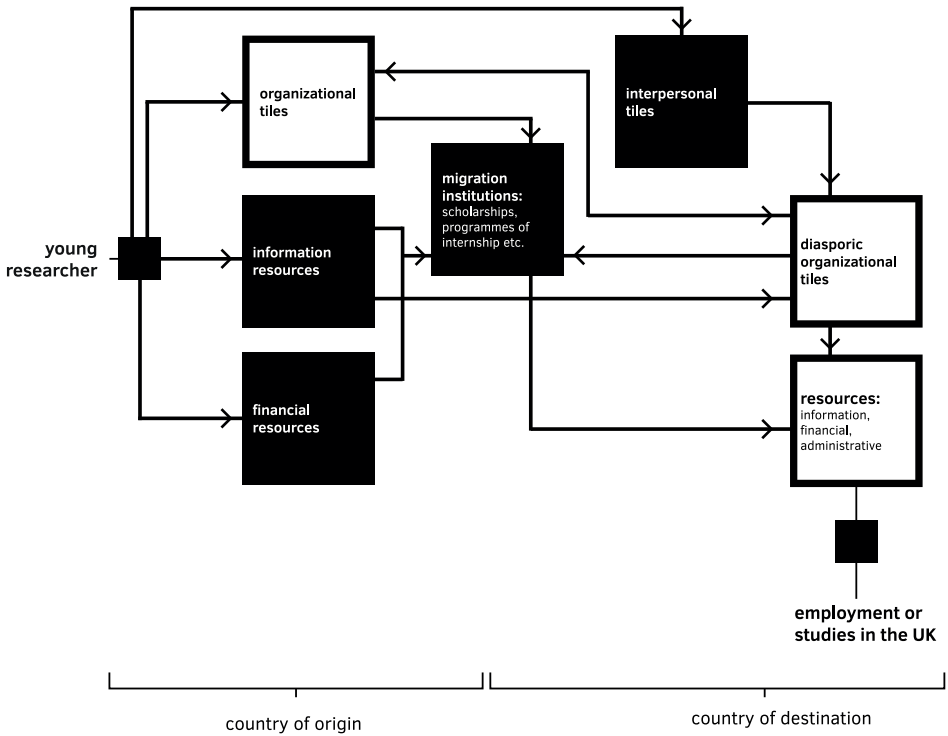 organizational
tiles
interpersonal
tiles
migration
institutions:
scholarships,
programmes of
internship etc.
young
researcher
information
resources
diasporic
organizational
tiles
financial
resources
resources:
information,
financial,
administrative
employment or
studies in the UK
country of origin
country of destination